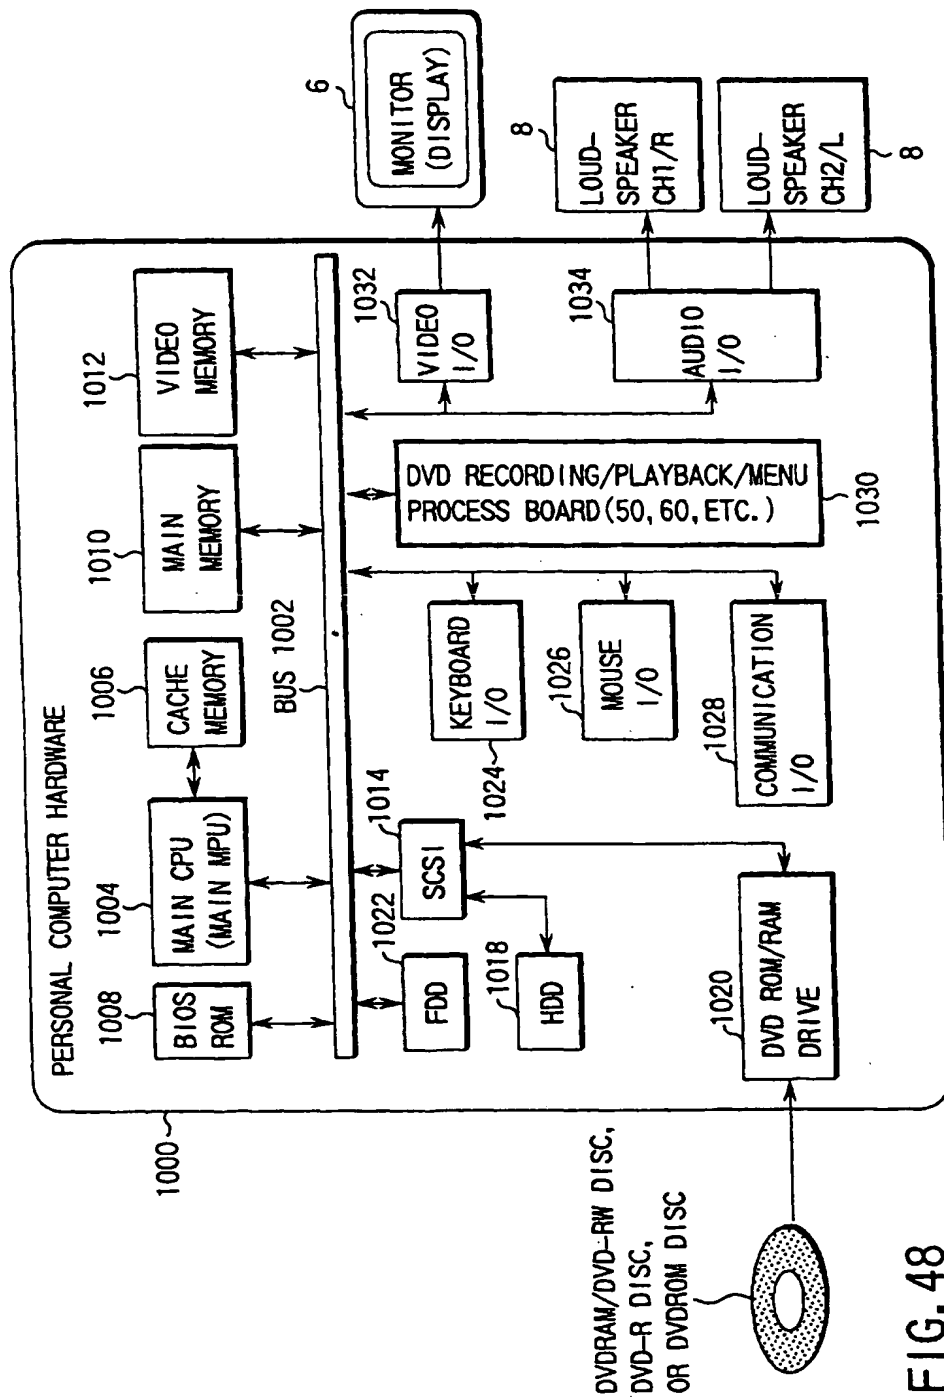 PERSONAL COMPUTER HARDWARE
1000
1008
BIOS
ROM
1004
MAIN CPU
(MAIN MPU)
1006
CACHE
MEMORY
1010
MAIN
MEMORY
1012
VIDEO
MEMORY
BUS 1002
1022
FDD
1014
SCSI
1018
HDD
1020
DVD ROM/RAM
DRIVE
1024
KEYBOARD
I/O
1026
MOUSE
I/O
1028
COMMUNICATION
I/O
DVD RECORDING/PLAYBACK/MENU
PROCESS BOARD(50, 60, ETC.)
1030
1032
VIDEO
I/O
1034
AUDIO
I/O
6
MONITOR
(DISPLAY)
8
LOUD-
SPEAKER
CH1/R
LOUD-
SPEAKER
CH2/L
8
DVDRAM/DVD-RW DISC,
DVD-R DISC,
OR DVDROM DISC
FIG. 48